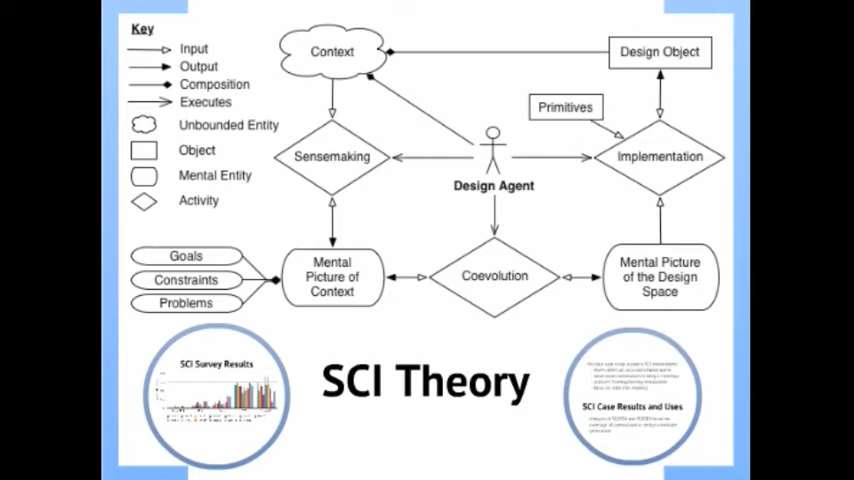 Key
Input
Output
Composition
Executes
Unbounded Entity
Object
Mental Entity
Activity
Context
Design Object
Primitives
Sensemaking
Implementation
Design Agent
Goals
Constraints
Problems
Mental
Picture of
Context
Coevolution
Mental Picture
of the Design
Space
SCI Survey Results
SCI Theory
SCI Case Results and Uses